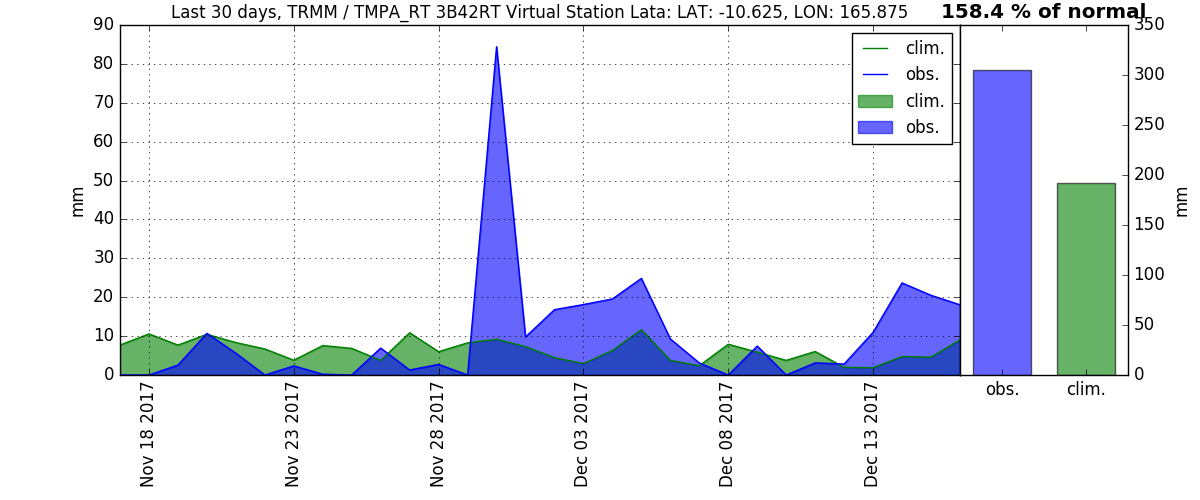 Last 30 days, TRMM / TMPA_RT 3B42RT Virtual Station Lata: LAT: -10.625, LON: 165.875
158.4 % of normal
90
80
70
60
50
40
30
20
10
0
mm
clim.
obs.
clim.
obs.
Nov 18 2017
Nov 23 2017
Nov 28 2017
Dec 03 2017
Dec 08 2017
Dec 13 2017
350
300
250
200
150
100
50
0
mm
obs.
clim.